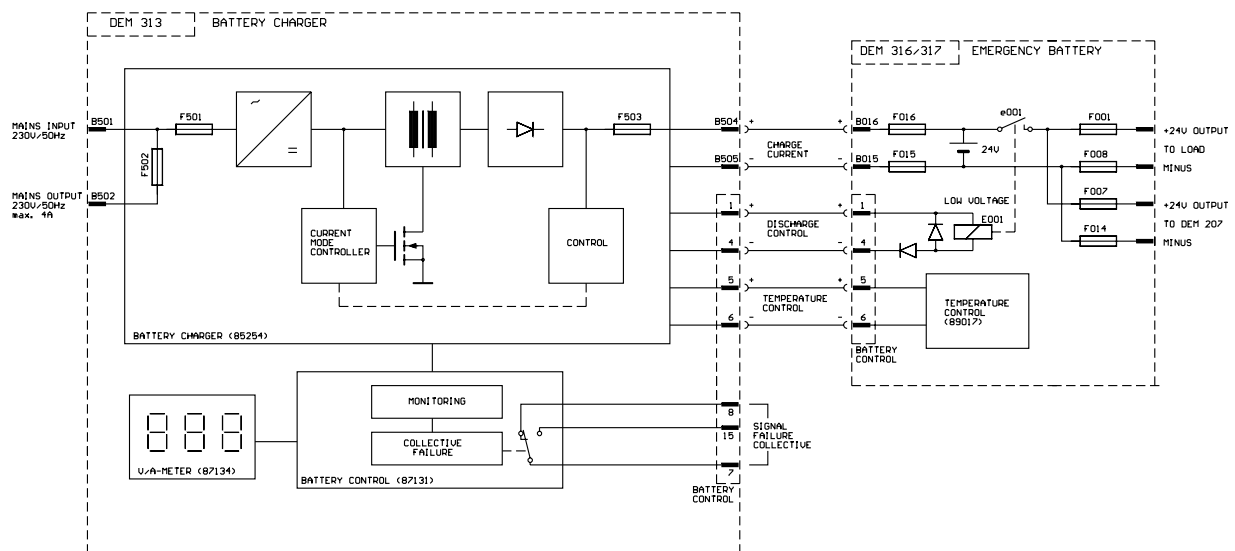 DEM 313
BATTERY CHARGER
DEM 316/317
EMERGENCY BATTERY
MAINS INPUT
230V/50Hz
B501
F501
F502
MAINS OUTPUT
230V/50Hz
max. 4A
B502
~
=
F503
CURRENT
MODE
CONTROLLER
CONTROL
BATTERY CHARGER (85254)
B504
+
+
B016
F016
e001
F001
+24V OUTPUT
TO LOAD
CHARGE
CURRENT
24V
B505
-
-
B015
F015
F008
MINUS
1
+
+
1
LOW VOLTAGE
E001
F007
+24V OUTPUT
TO DEM 207
DISCHARGE
CONTROL
4
-
-
4
F014
MINUS
5
+
+
5
TEMPERATURE
CONTROL
6
-
-
6
TEMPERATURE
CONTROL
(89017)
BATTERY
CONTROL
MONITORING
COLLECTIVE
FAILURE
BATTERY CONTROL (87131)
888
V/A-METER (87134)
8
15
7
SIGNAL
FAILURE
COLLECTIVE
BATTERY
CONTROL